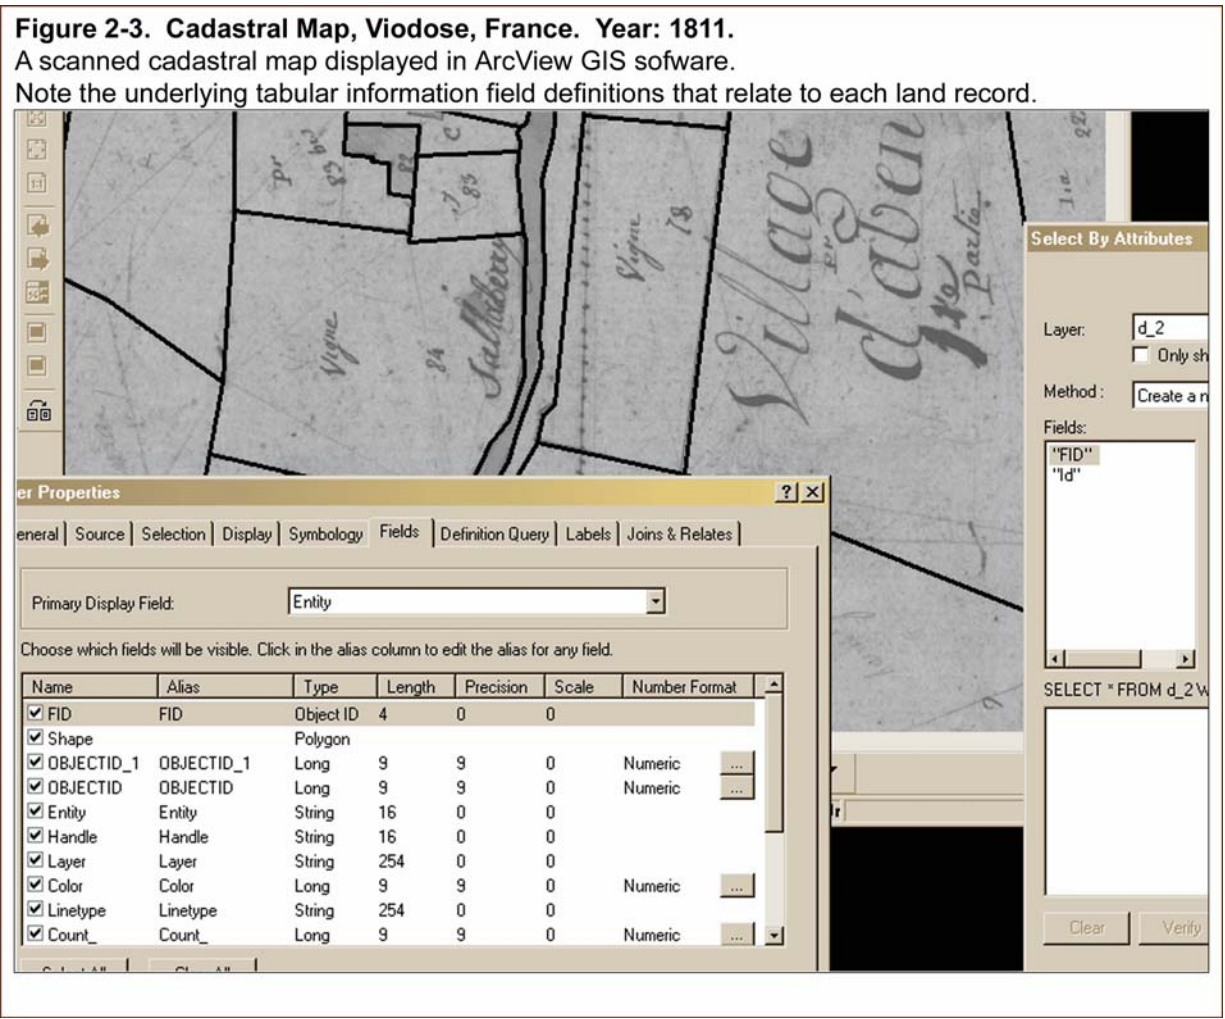 Figure 2-3. Cadastral Map, Viodose, France. Year: 1811.
A scanned cadastral map displayed in ArcView GIS sofware.
Note the underlying tabular information field definitions that relate to each land record.
pr
83
82
C
83
Vigne
84
Vigne
78
Village
d'aben
1re
Partie
Select By Attributes
Layer: d_2
Only sh
Method : Create a n
Fields:
"FID"
"Id"
SELECT * FROM d_2 W
Clear Verify
er Properties
eneral Source Selection Display Symbology Fields Definition Query Labels Joins & Relates
Primary Display Field: Entity
Choose which fields will be visible. Click in the alias column to edit the alias for any field.
Name Alias Type Length Precision Scale Number Format
FID FID Object ID 4 0 0
Shape Polygon
OBJECTID_1 OBJECTID_1 Long 9 9 0 Numeric ...
OBJECTID OBJECTID Long 9 9 0 Numeric ...
Entity Entity String 16 0 0
Handle Handle String 16 0 0
Layer Layer String 254 0 0
Color Color Long 9 9 0 Numeric ...
Linetype Linetype String 254 0 0
Count_ Count_ Long 9 9 0 Numeric ...